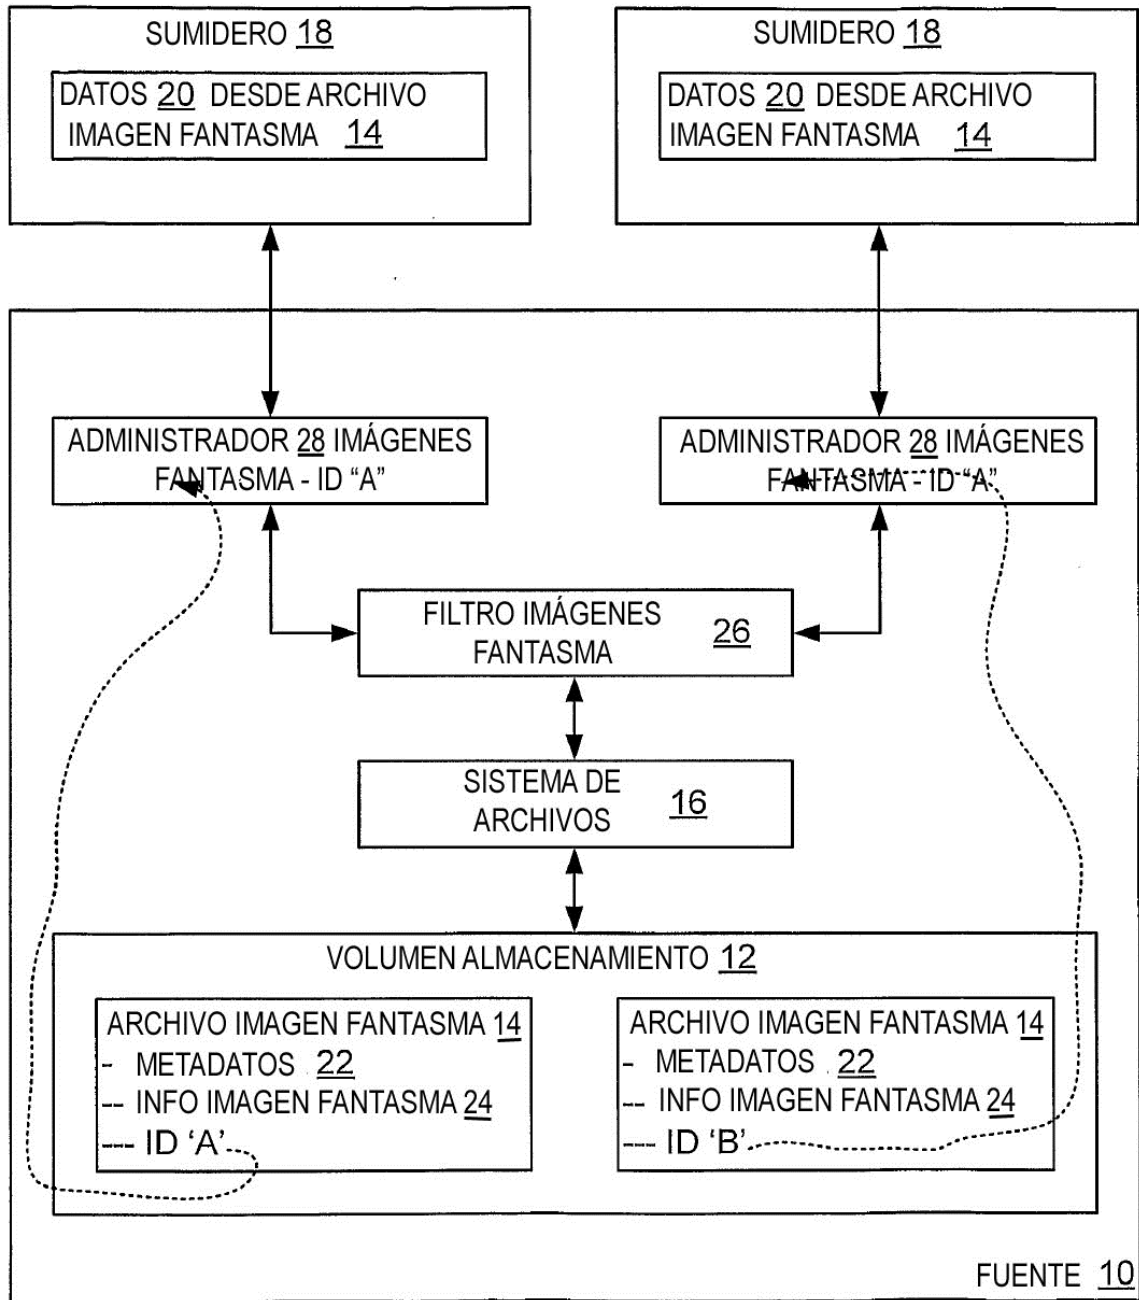 SUMIDERO 18
DATOS 20 DESDE ARCHIVO
IMAGEN FANTASMA 14
SUMIDERO 18
DATOS 20 DESDE ARCHIVO
IMAGEN FANTASMA 14
ADMINISTRADOR 28 IMÁGENES
FANTASMA - ID “A”
ADMINISTRADOR 28 IMÁGENES
FANTASMA - ID “A”
FILTRO IMÁGENES
FANTASMA 26
SISTEMA DE
ARCHIVOS 16
VOLUMEN ALMACENAMIENTO 12
ARCHIVO IMAGEN FANTASMA 14
- METADATOS 22
-- INFO IMAGEN FANTASMA 24
--- ID ‘A’
ARCHIVO IMAGEN FANTASMA 14
- METADATOS 22
-- INFO IMAGEN FANTASMA 24
--- ID ‘B’
FUENTE 10